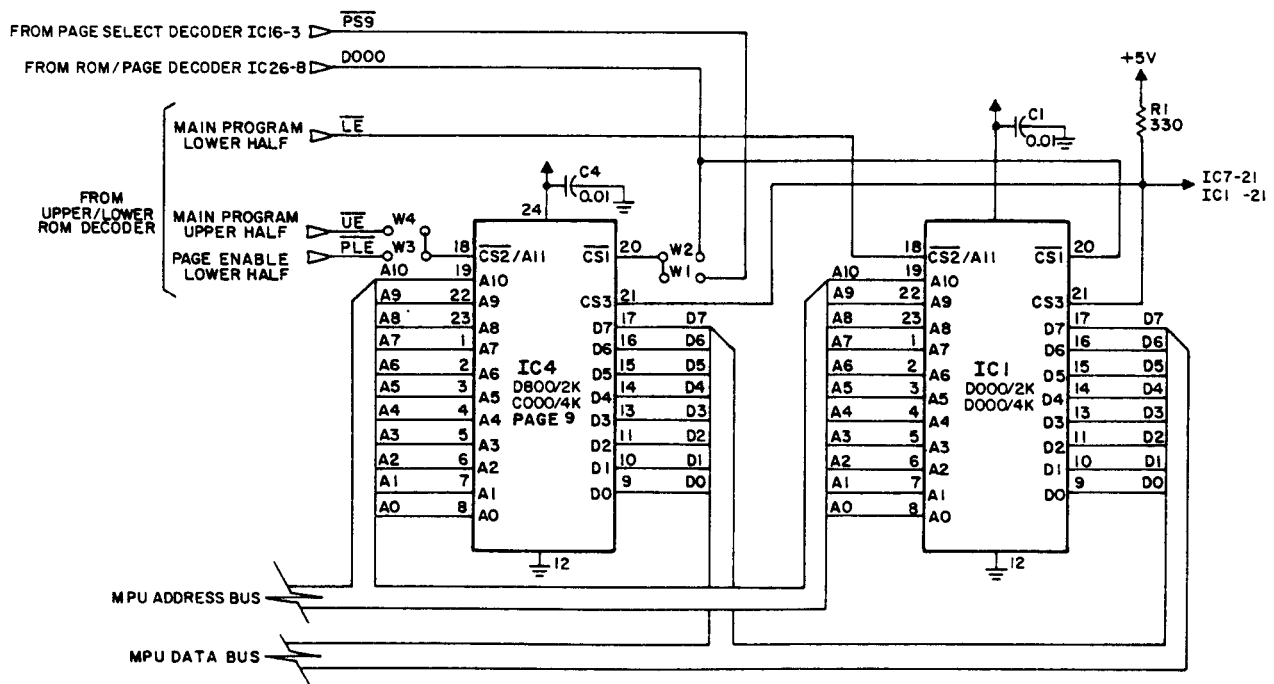 FROM PAGE SELECT DECODER IC16-3
PS9
FROM ROM/PAGE DECODER IC26-8
D000
FROM
UPPER/LOWER
ROM DECODER
MAIN PROGRAM
LOWER HALF
LE
MAIN PROGRAM
UPPER HALF
UE
W4
PAGE ENABLE
LOWER HALF
PLE
W3
C4
0.01
24
18
CS2/A11
CS1
20
W2
W1
A10
19
A10
CS3
21
A9
22
A9
A8
23
A8
D7
17
D7
A7
1
A7
D6
16
D6
A6
2
A6
D5
15
D5
A5
3
A5
D4
14
D4
A4
4
A4
D3
13
D3
A3
5
A3
D2
11
D2
A2
6
A2
D1
10
D1
A1
7
A1
D0
9
D0
A0
8
A0
IC4
D800/2K
C000/4K
PAGE 9
12
+5V
R1
330
C1
0.01
IC7-21
IC1 -21
18
CS2/A11
CS1
20
A10
19
A10
CS3
21
A9
22
A9
A8
23
A8
D7
17
D7
A7
1
A7
D6
16
D6
A6
2
A6
D5
15
D5
A5
3
A5
D4
14
D4
A4
4
A4
D3
13
D3
A3
5
A3
D2
11
D2
A2
6
A2
D1
10
D1
A1
7
A1
D0
9
D0
A0
8
A0
IC1
D000/2K
D000/4K
12
MPU ADDRESS BUS
MPU DATA BUS